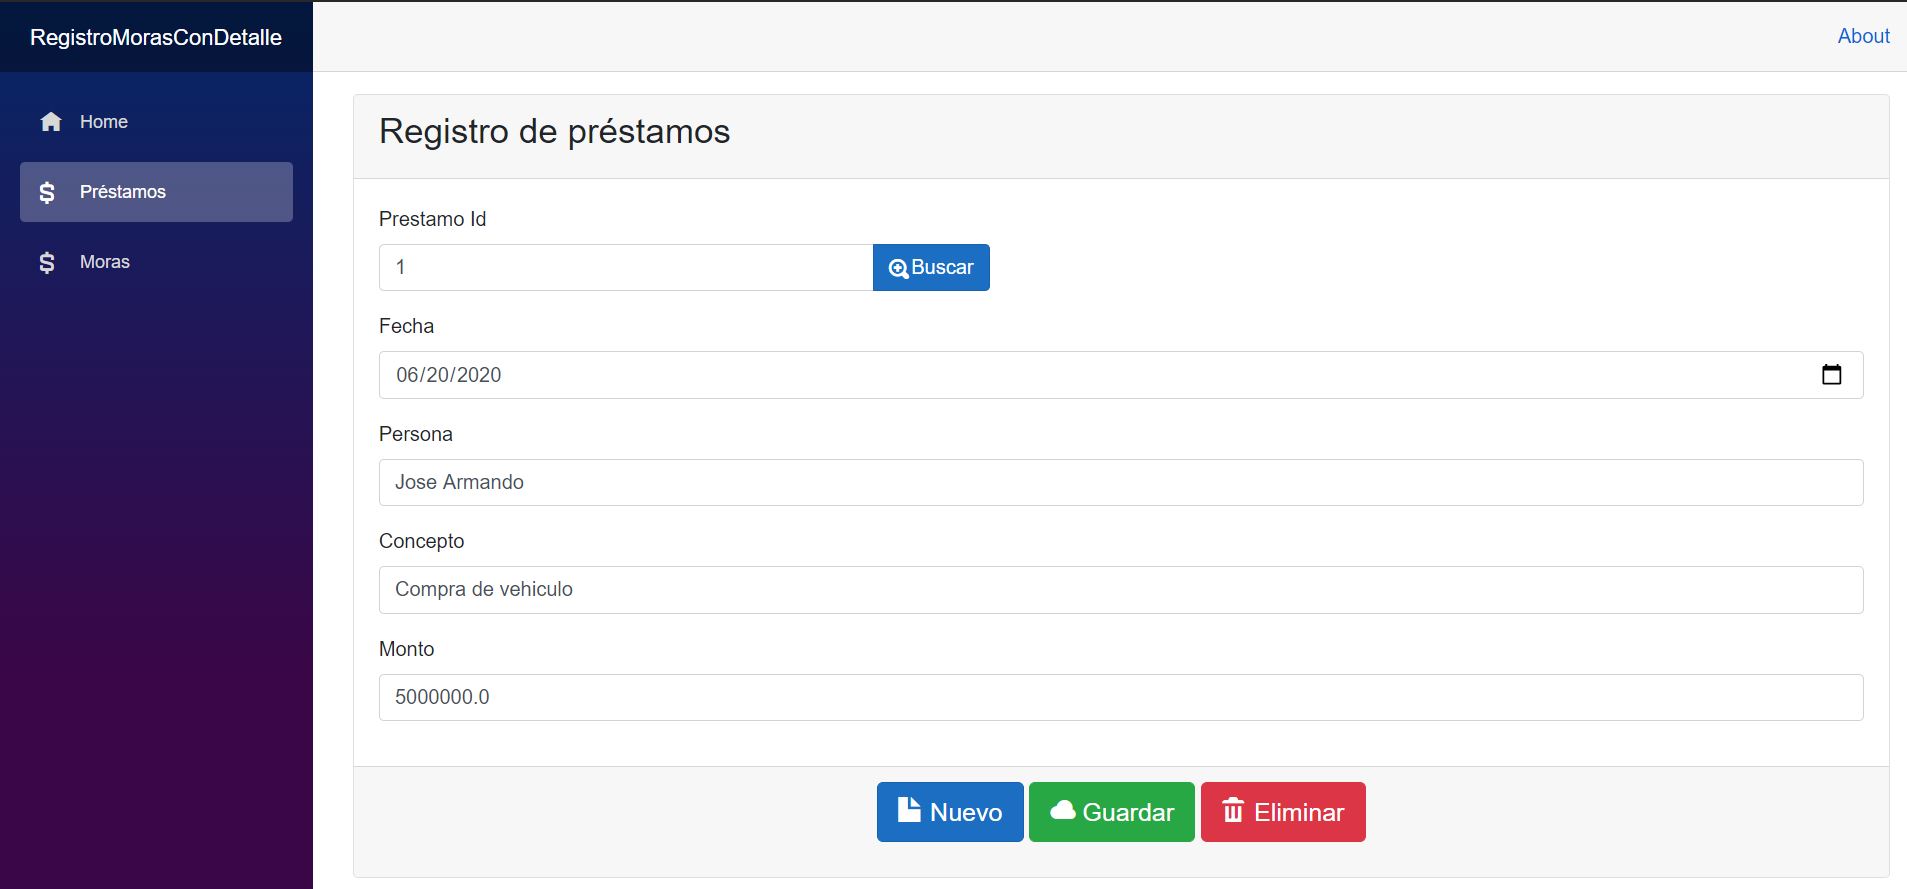 RegistroMorasConDetalle
About
Home
Préstamos
Moras
Registro de préstamos
Prestamo Id
1
Buscar
Fecha
06/20/2020
Persona
Jose Armando
Concepto
Compra de vehiculo
Monto
5000000.0
Nuevo
Guardar
Eliminar